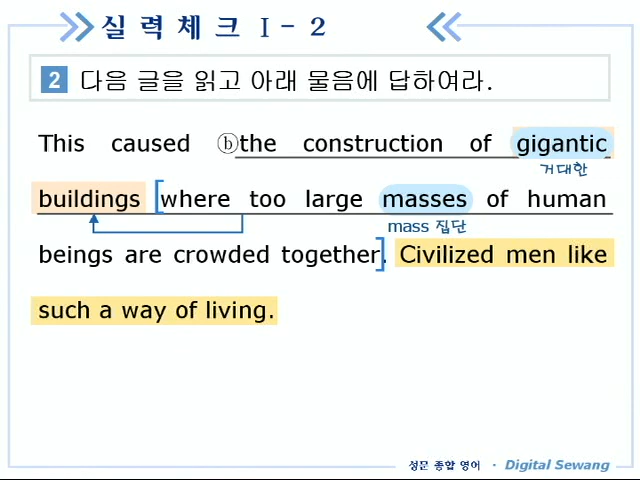 실력체크 I - 2
2 다음 글을 읽고 아래 물음에 답하여라.
This caused ⓑthe construction of gigantic
거대한
buildings [where too large masses of human
mass 집단
beings are crowded together]. Civilized men like
such a way of living.
정문 종합 영어 · Digital Sewang